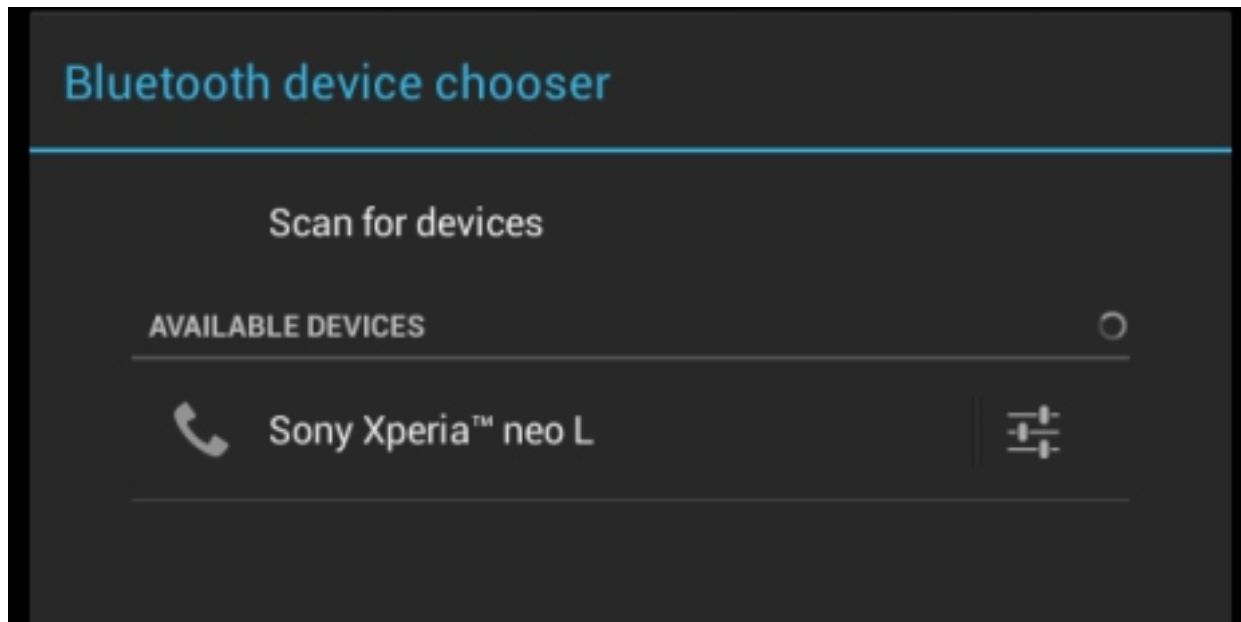 Bluetooth device chooser
Scan for devices
AVAILABLE DEVICES
Sony Xperia™ neo L